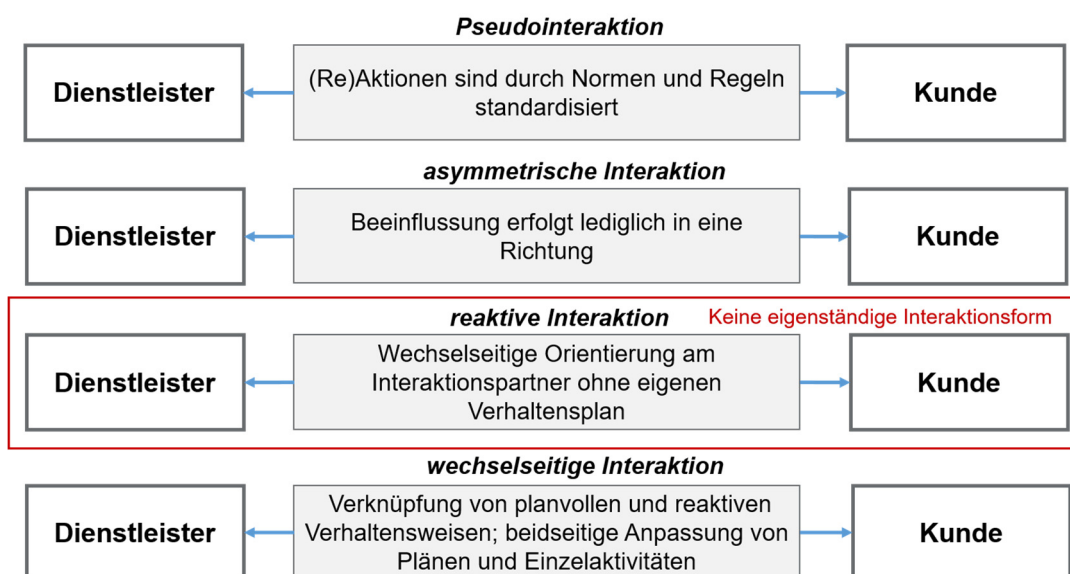 Pseudointeraktion
Dienstleister
(Re)Aktionen sind durch Normen und Regeln
standardisiert
Kunde
asymmetrische Interaktion
Dienstleister
Beeinflussung erfolgt lediglich in eine
Richtung
Kunde
reaktive Interaktion
Keine eigenständige Interaktionsform
Dienstleister
Wechselseitige Orientierung am
Interaktionspartner ohne eigenen
Verhaltensplan
Kunde
wechselseitige Interaktion
Dienstleister
Verknüpfung von planvollen und reaktiven
Verhaltensweisen; beidseitige Anpassung von
Plänen und Einzelaktivitäten
Kunde